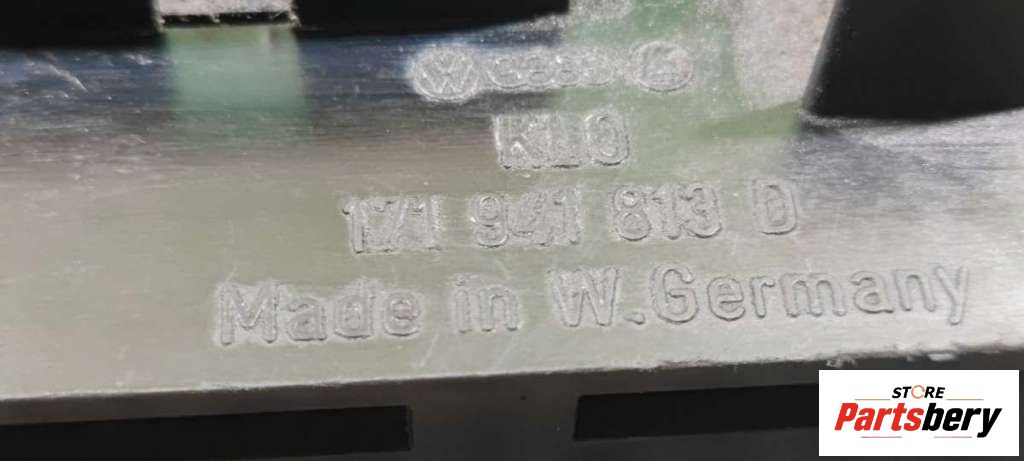 KLO
171 941 813 D
Made in W.Germany
STORE
Partsbery